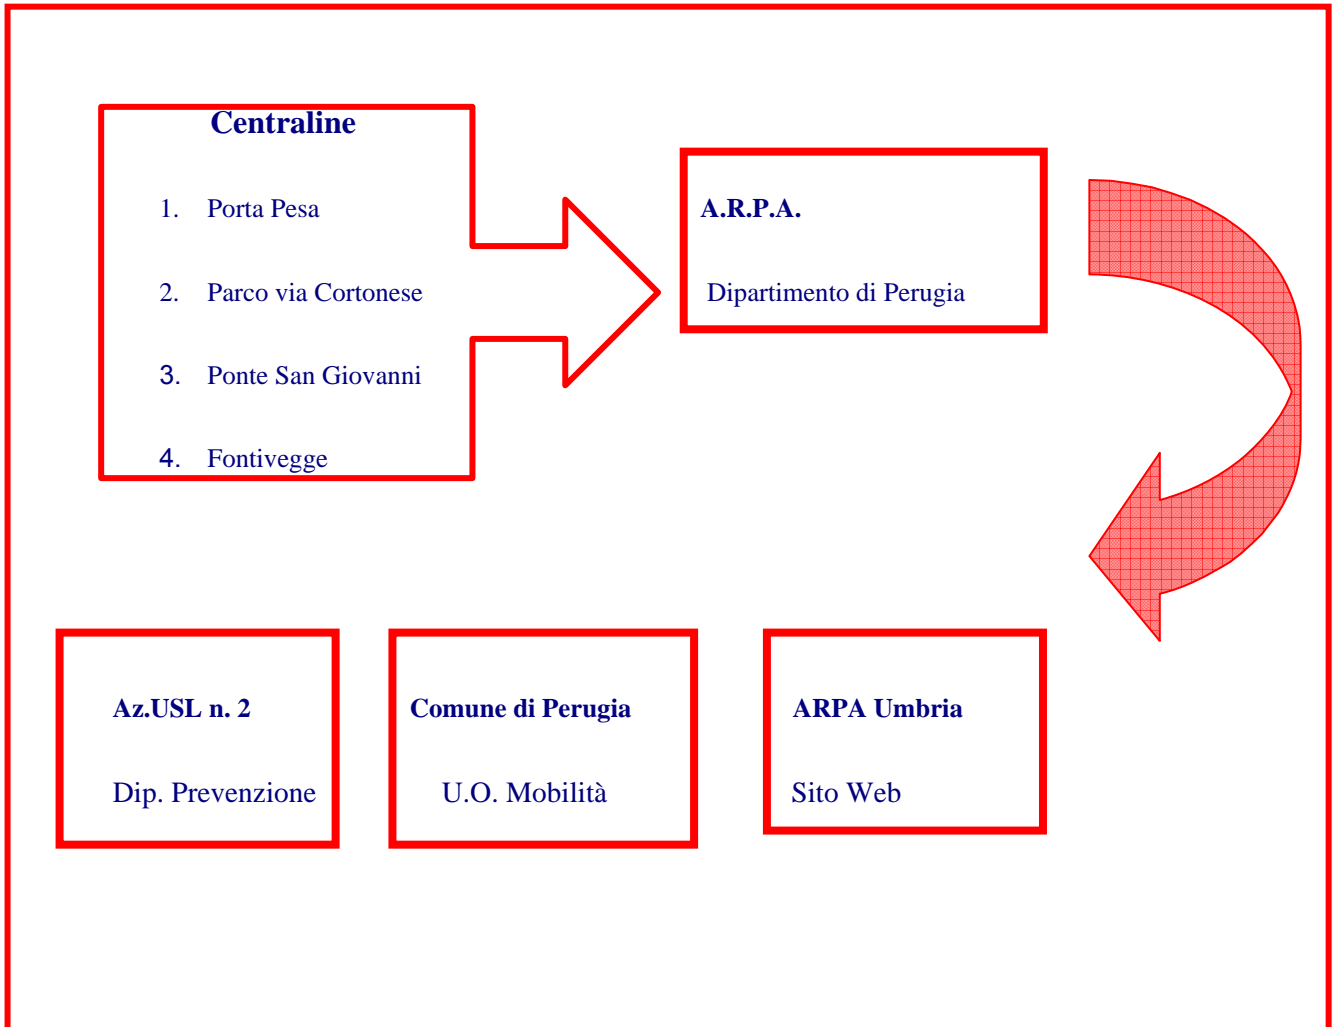 Centraline
1. Porta Pesa
2. Parco via Cortonese
3. Ponte San Giovanni
4. Fontivegge
A.R.P.A.
Dipartimento di Perugia
Az.USL n. 2
Dip. Prevenzione
Comune di Perugia
U.O. Mobilità
ARPA Umbria
Sito Web